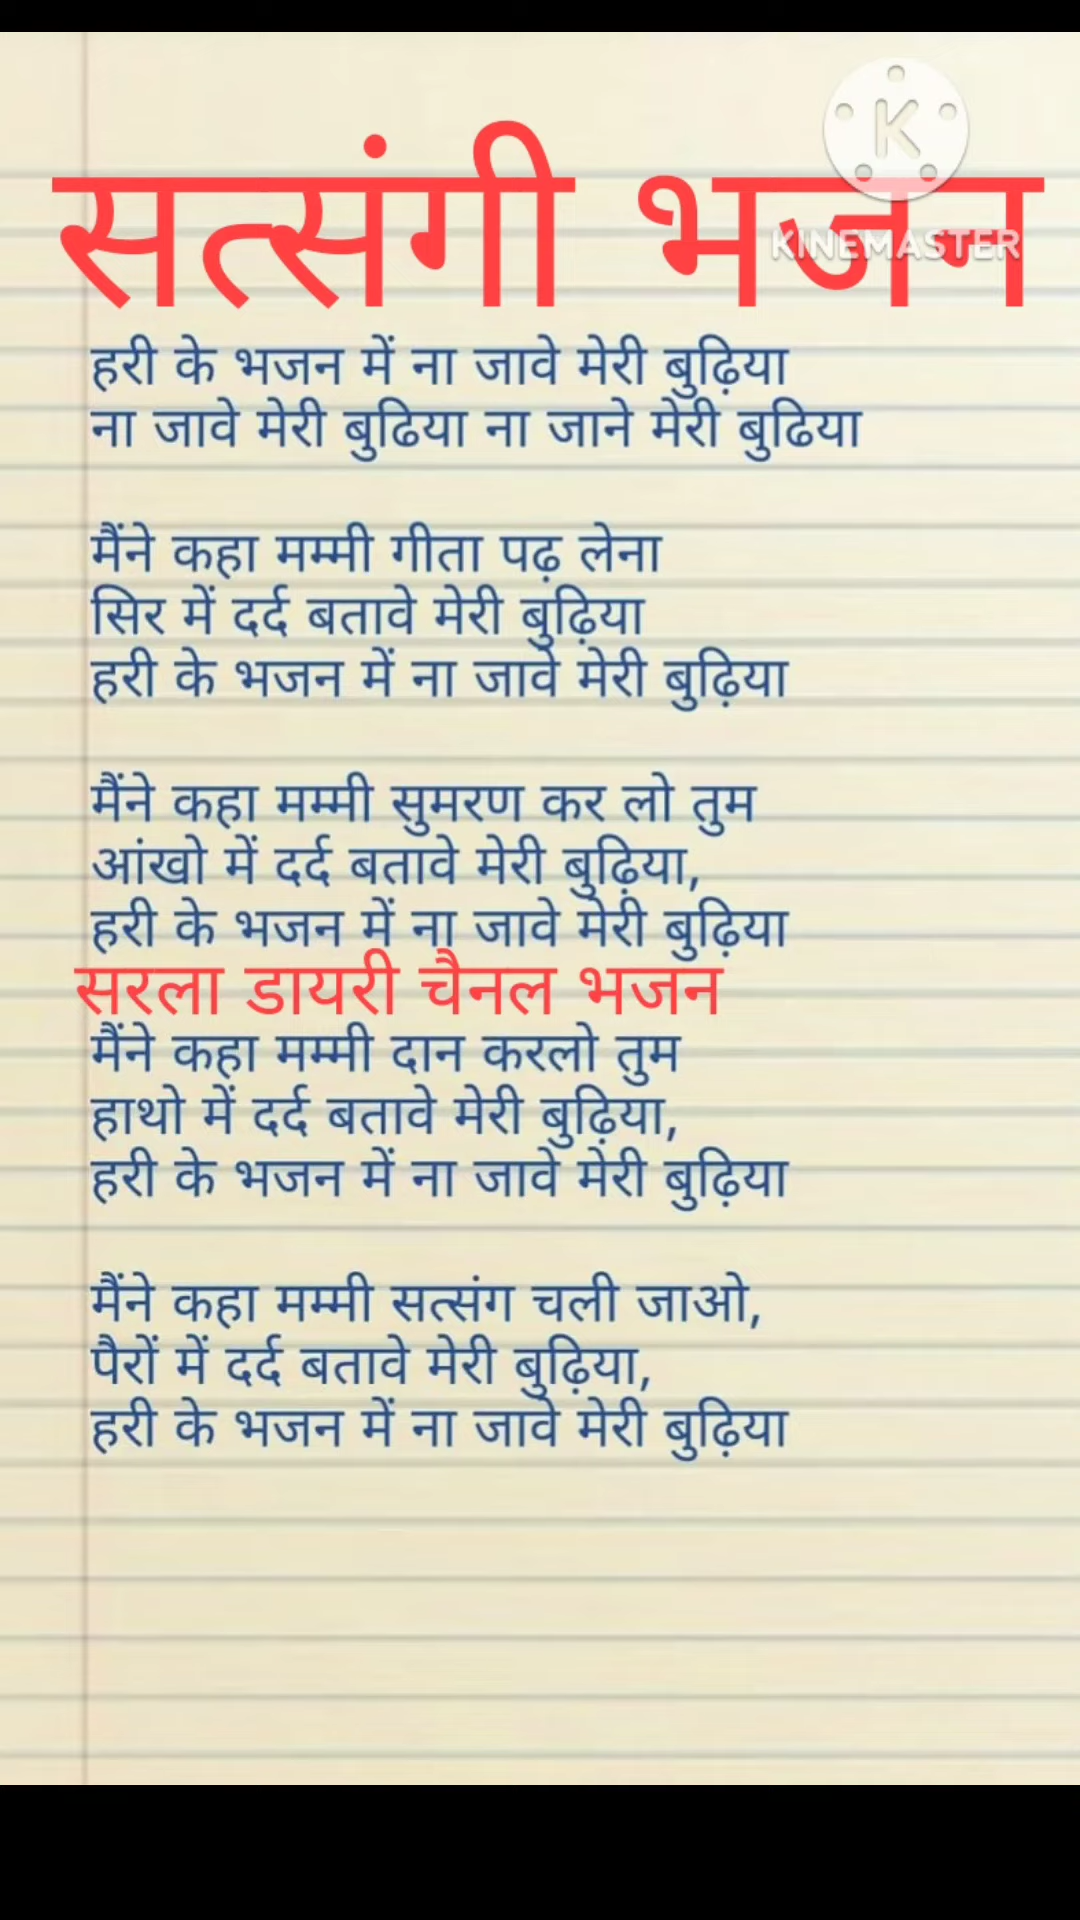 K
KINEMASTER
सत्संगी भजन
हरी के भजन में ना जावे मेरी बुढ़िया
ना जावे मेरी बुढिया ना जाने मेरी बुढिया
मैंने कहा मम्मी गीता पढ़ लेना
सिर में दर्द बतावे मेरी बुढ़िया
हरी के भजन में ना जावे मेरी बुढ़िया
मैंने कहा मम्मी सुमरण कर लो तुम
आंखो में दर्द बतावे मेरी बुढ़िया,
हरी के भजन में ना जावे मेरी बुढ़िया
सरला डायरी चैनल भजन
मैंने कहा मम्मी दान करलो तुम
हाथो में दर्द बतावे मेरी बुढ़िया,
हरी के भजन में ना जावे मेरी बुढ़िया
मैंने कहा मम्मी सत्संग चली जाओ,
पैरों में दर्द बतावे मेरी बुढ़िया,
हरी के भजन में ना जावे मेरी बुढ़िया